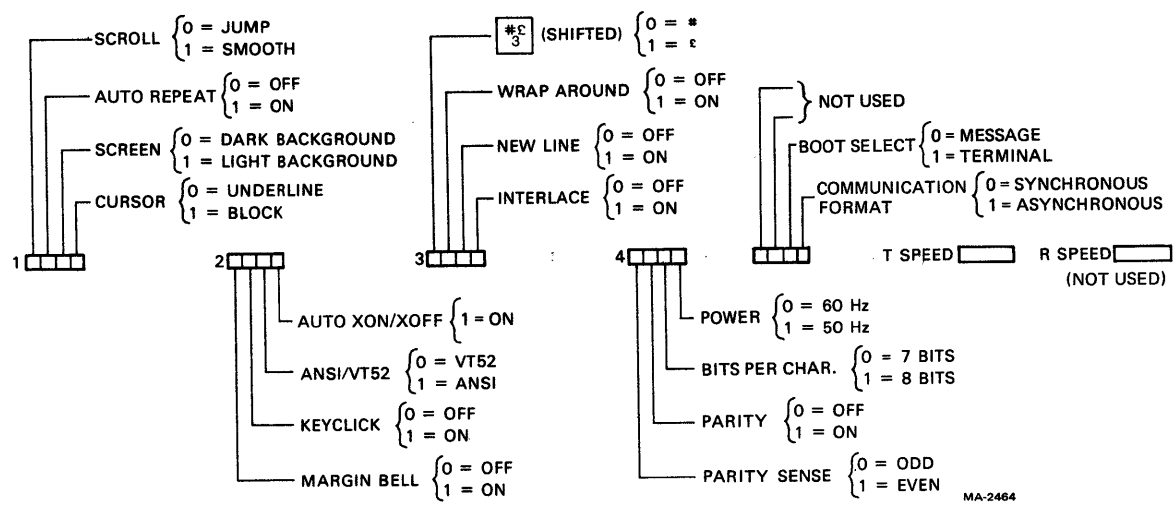 SCROLL 0 = JUMP
1 = SMOOTH
AUTO REPEAT 0 = OFF
1 = ON
SCREEN 0 = DARK BACKGROUND
1 = LIGHT BACKGROUND
CURSOR 0 = UNDERLINE
1 = BLOCK
1
2
AUTO XON/XOFF 1 = ON
ANSI/VT52 0 = VT52
1 = ANSI
KEYCLICK 0 = OFF
1 = ON
MARGIN BELL 0 = OFF
1 = ON
# £
3
(SHIFTED) 0 = #
1 = £
WRAP AROUND 0 = OFF
1 = ON
NEW LINE 0 = OFF
1 = ON
INTERLACE 0 = OFF
1 = ON
3
4
POWER 0 = 60 Hz
1 = 50 Hz
BITS PER CHAR. 0 = 7 BITS
1 = 8 BITS
PARITY 0 = OFF
1 = ON
PARITY SENSE 0 = ODD
1 = EVEN
NOT USED
BOOT SELECT 0 = MESSAGE
1 = TERMINAL
COMMUNICATION FORMAT 0 = SYNCHRONOUS
1 = ASYNCHRONOUS
T SPEED
R SPEED
(NOT USED)
MA-2464